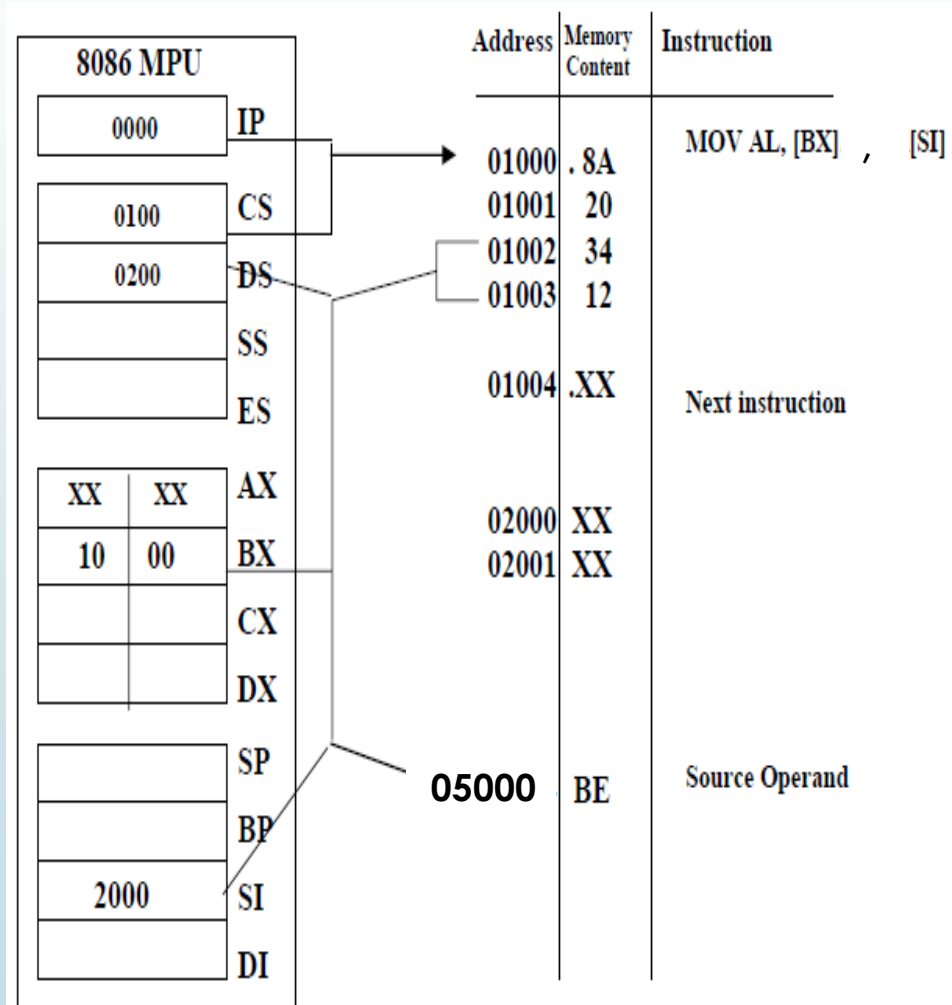 8086 MPU
0000 IP
0100 CS
0200 DS
SS
ES
XX XX AX
10 00 BX
CX
DX
SP
BP
2000 SI
DI
Address Memory Content Instruction
MOV AL, [BX] , [SI]
01000 . 8A
01001 20
01002 34
01003 12
01004 .XX
Next instruction
02000 XX
02001 XX
05000 BE Source Operand